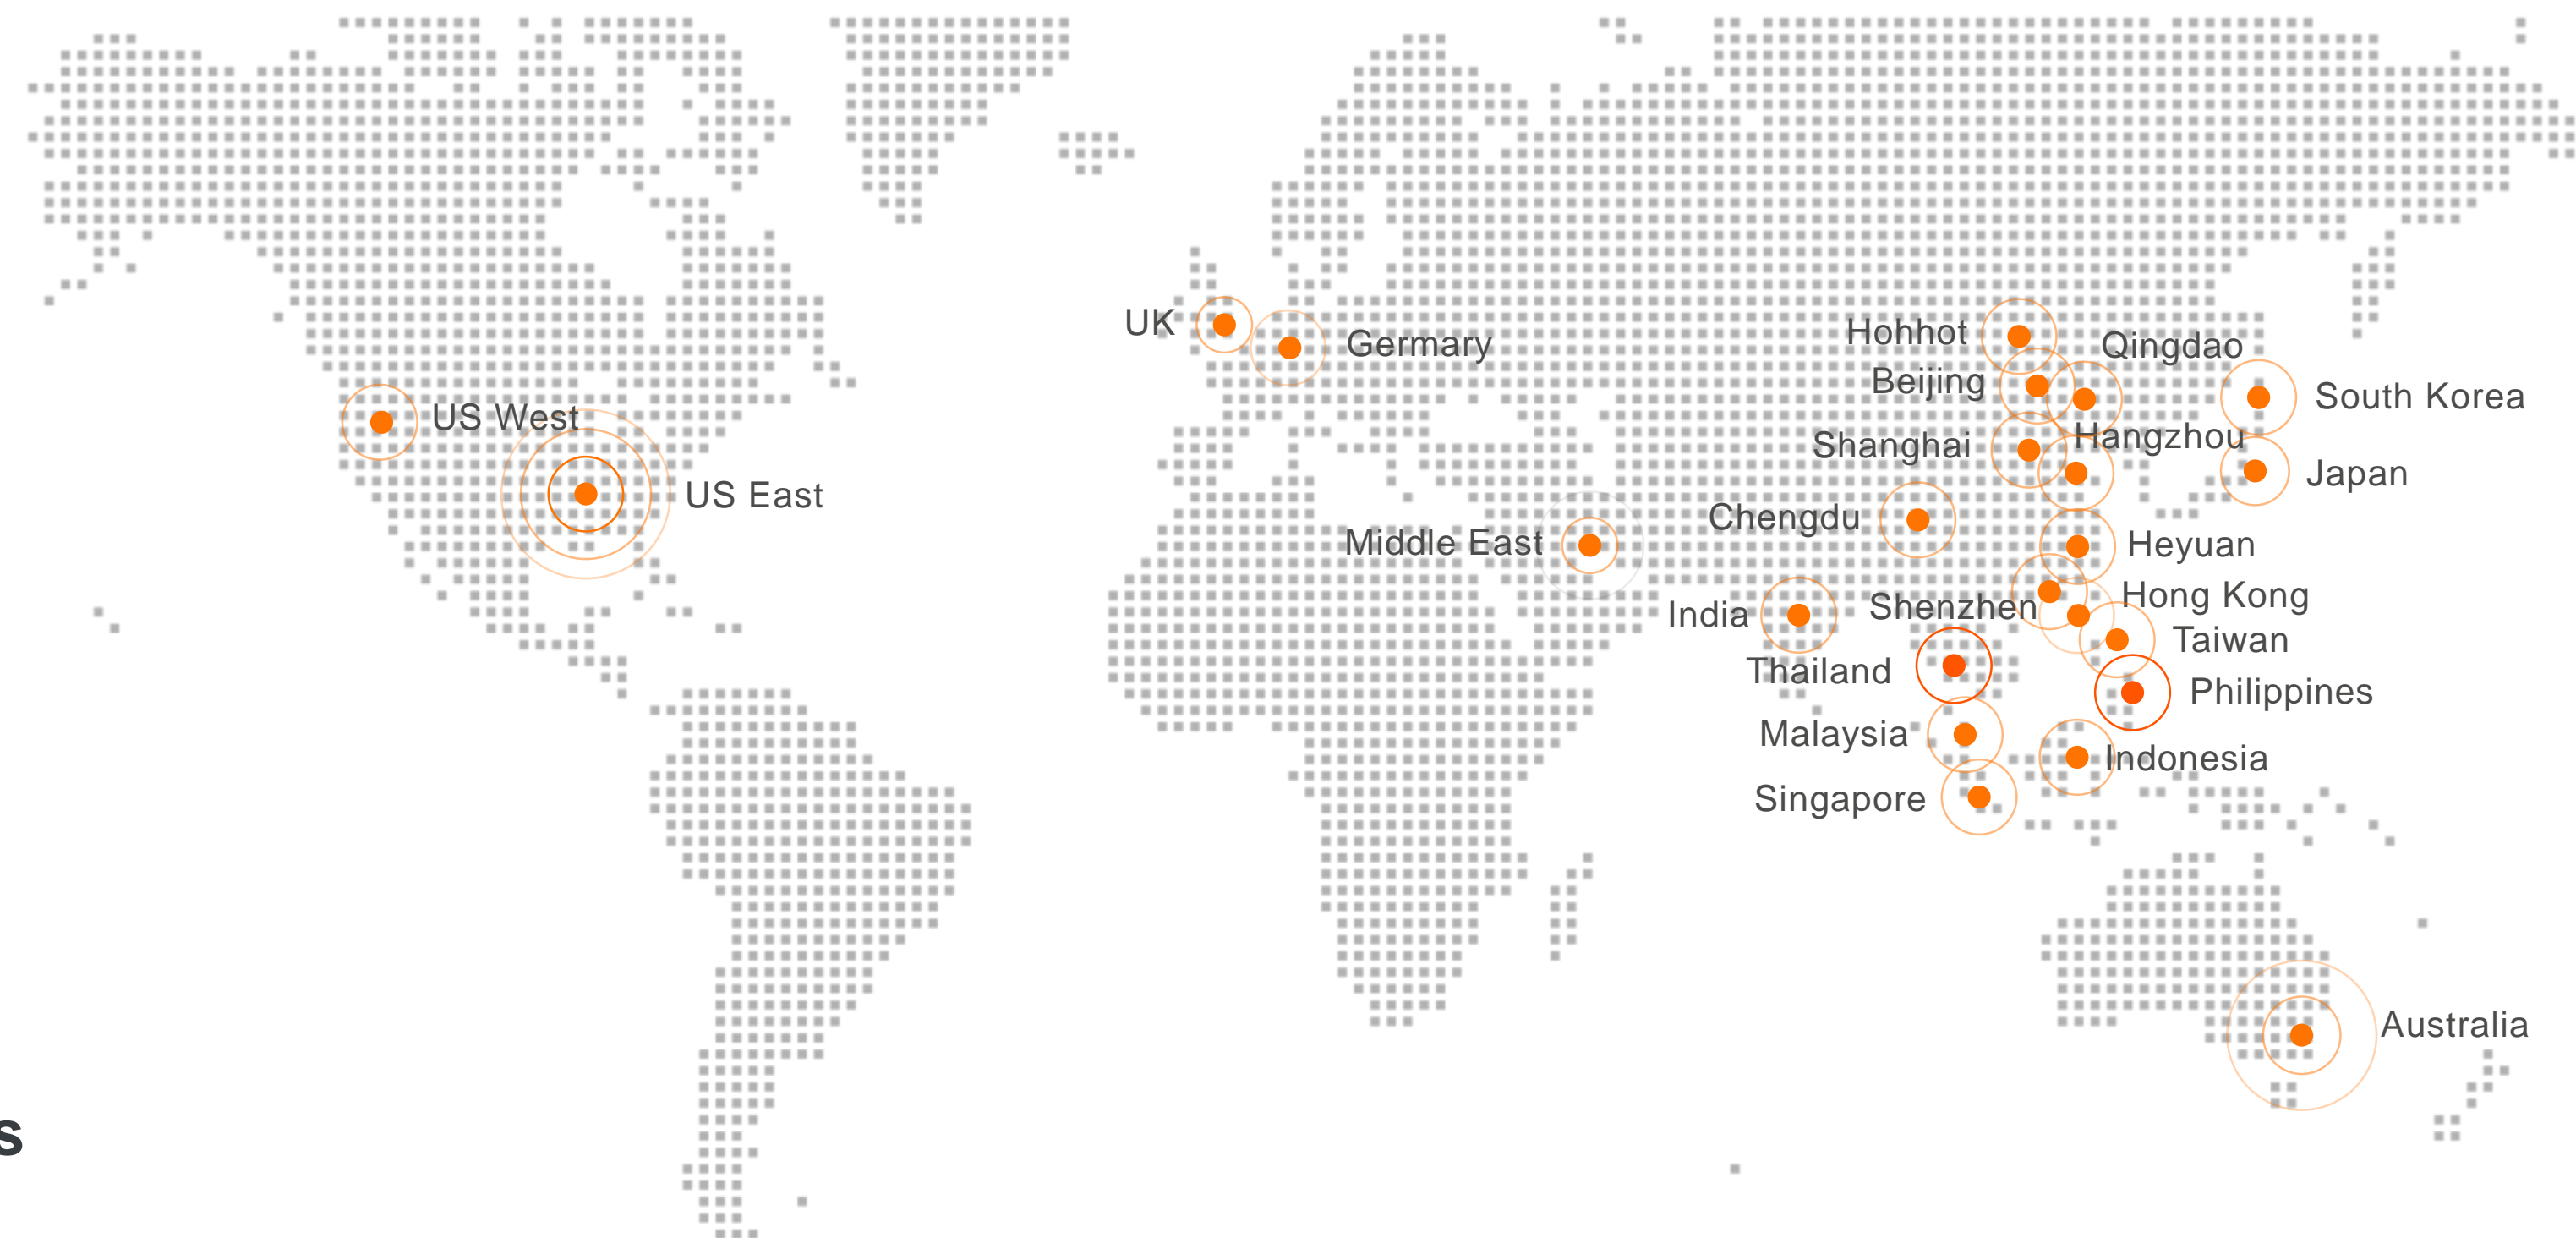 UK
Germary
Hohhot
Qingdao
Beijing
South Korea
US West
Shanghai
Hangzhou
Japan
US East
Chengdu
Middle East
Heyuan
India
Shenzhen
Hong Kong
Taiwan
Thailand
Philippines
Malaysia
Indonesia
Singapore
Australia
s